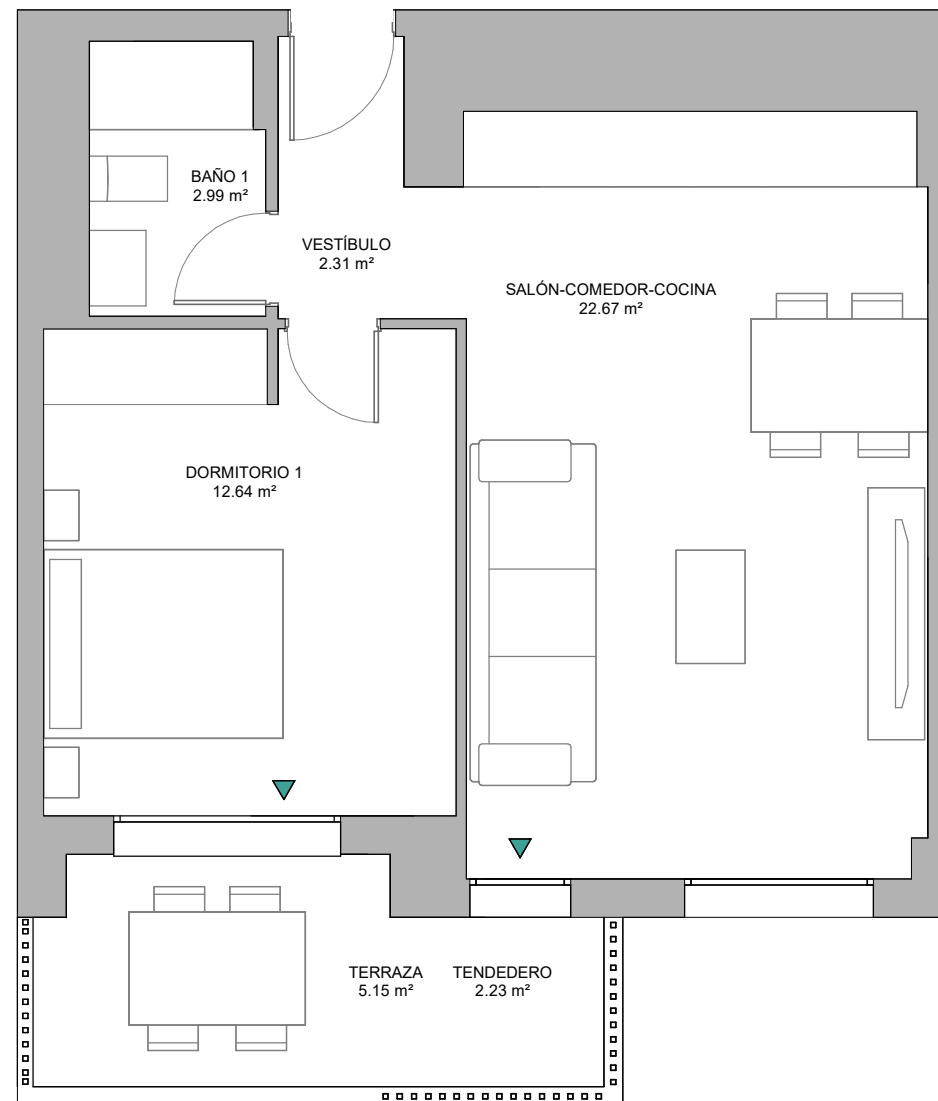 BAÑO 1
2.99 m²
VESTÍBULO
2.31 m²
SALÓN-COMEDOR-COCINA
22.67 m²
DORMITORIO 1
12.64 m²
TERRAZA
5.15 m²
TENDEDERO
2.23 m²